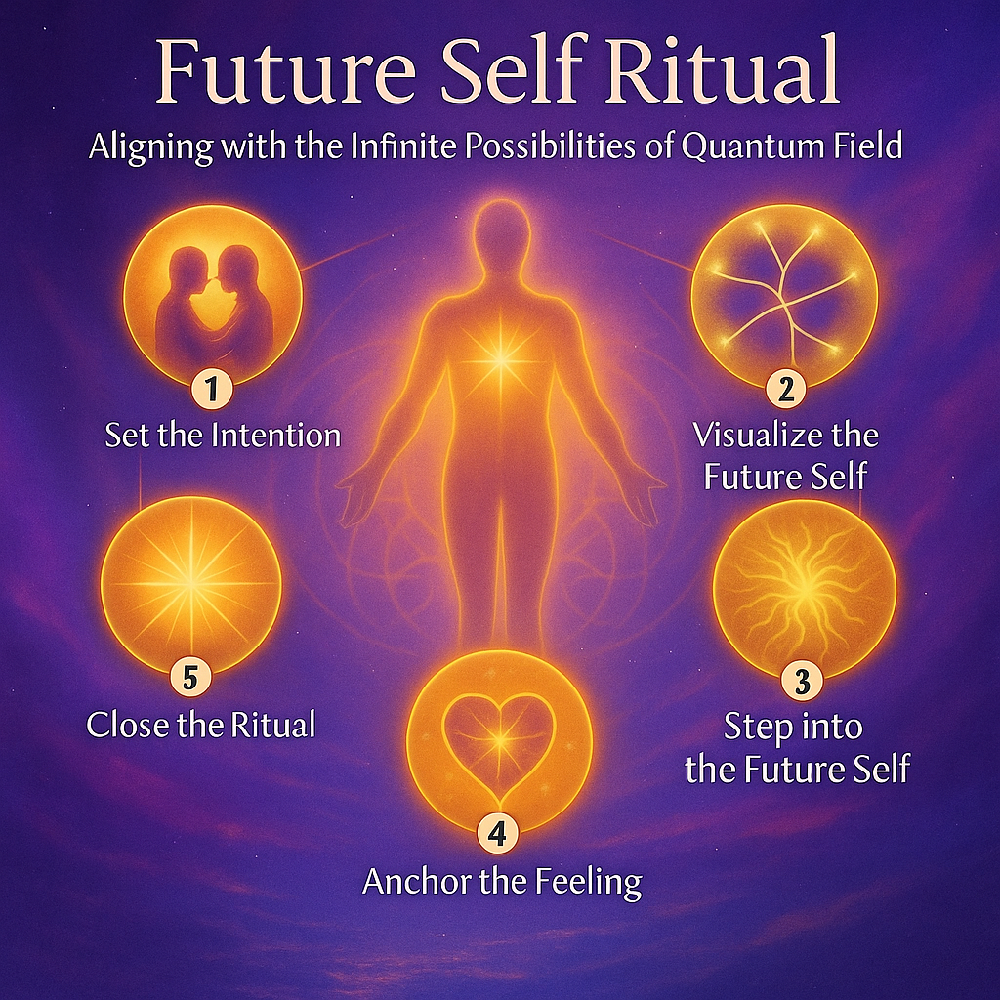 Future Self Ritual
Aligning with the Infinite Possibilities of Quantum Field
1
Set the Intention
2
Visualize the
Future Self
3
Step into
the Future Self
4
Anchor the Feeling
5
Close the Ritual